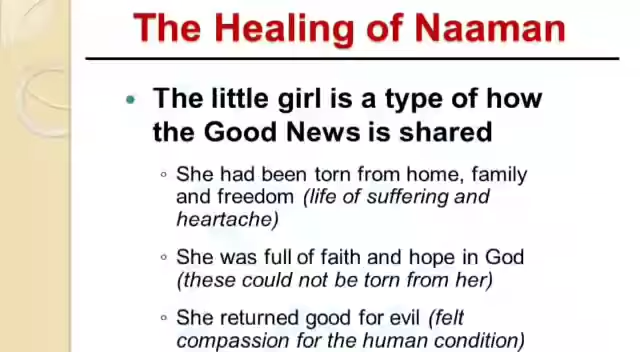 The Healing of Naaman
• The little girl is a type of how
the Good News is shared
◦ She had been torn from home, family
and freedom (life of suffering and
heartache)
◦ She was full of faith and hope in God
(these could not be torn from her)
◦ She returned good for evil (felt
compassion for the human condition)